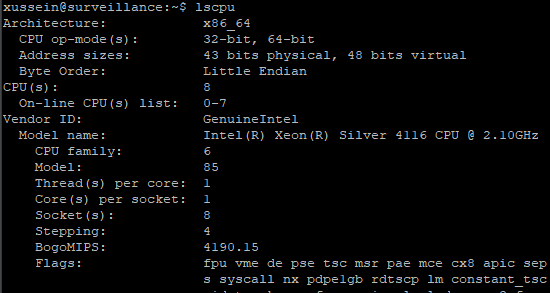 xussein@surveillance:~$ lscpu
Architecture: x86_64
CPU op-mode(s): 32-bit, 64-bit
Address sizes: 43 bits physical, 48 bits virtual
Byte Order: Little Endian
CPU(s): 8
On-line CPU(s) list: 0-7
Vendor ID: GenuineIntel
Model name: Intel(R) Xeon(R) Silver 4116 CPU @ 2.10GHz
CPU family: 6
Model: 85
Thread(s) per core: 1
Core(s) per socket: 1
Socket(s): 8
Stepping: 4
BogoMIPS: 4190.15
Flags: fpu vme de pse tsc msr pae mce cx8 apic sep
s syscall nx pdpe1gb rdtscp lm constant_tsc